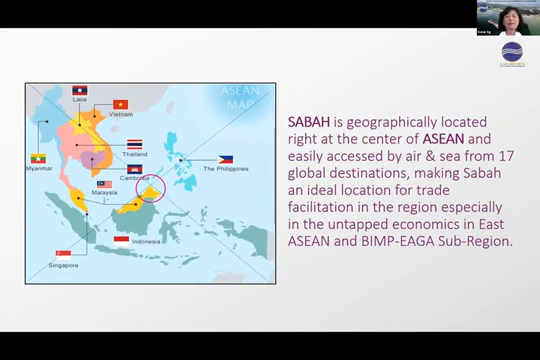 ASEAN
MAP
Laos
Vietnam
Thailand
Myanmar
Cambodia
The Philippines
Malaysia
Indonesia
Singapore
SABAH is geographically located
right at the center of ASEAN and
easily accessed by air & sea from 17
global destinations, making Sabah
an ideal location for trade
facilitation in the region especially
in the untapped economics in East
ASEAN and BIMP-EAGA Sub-Region.